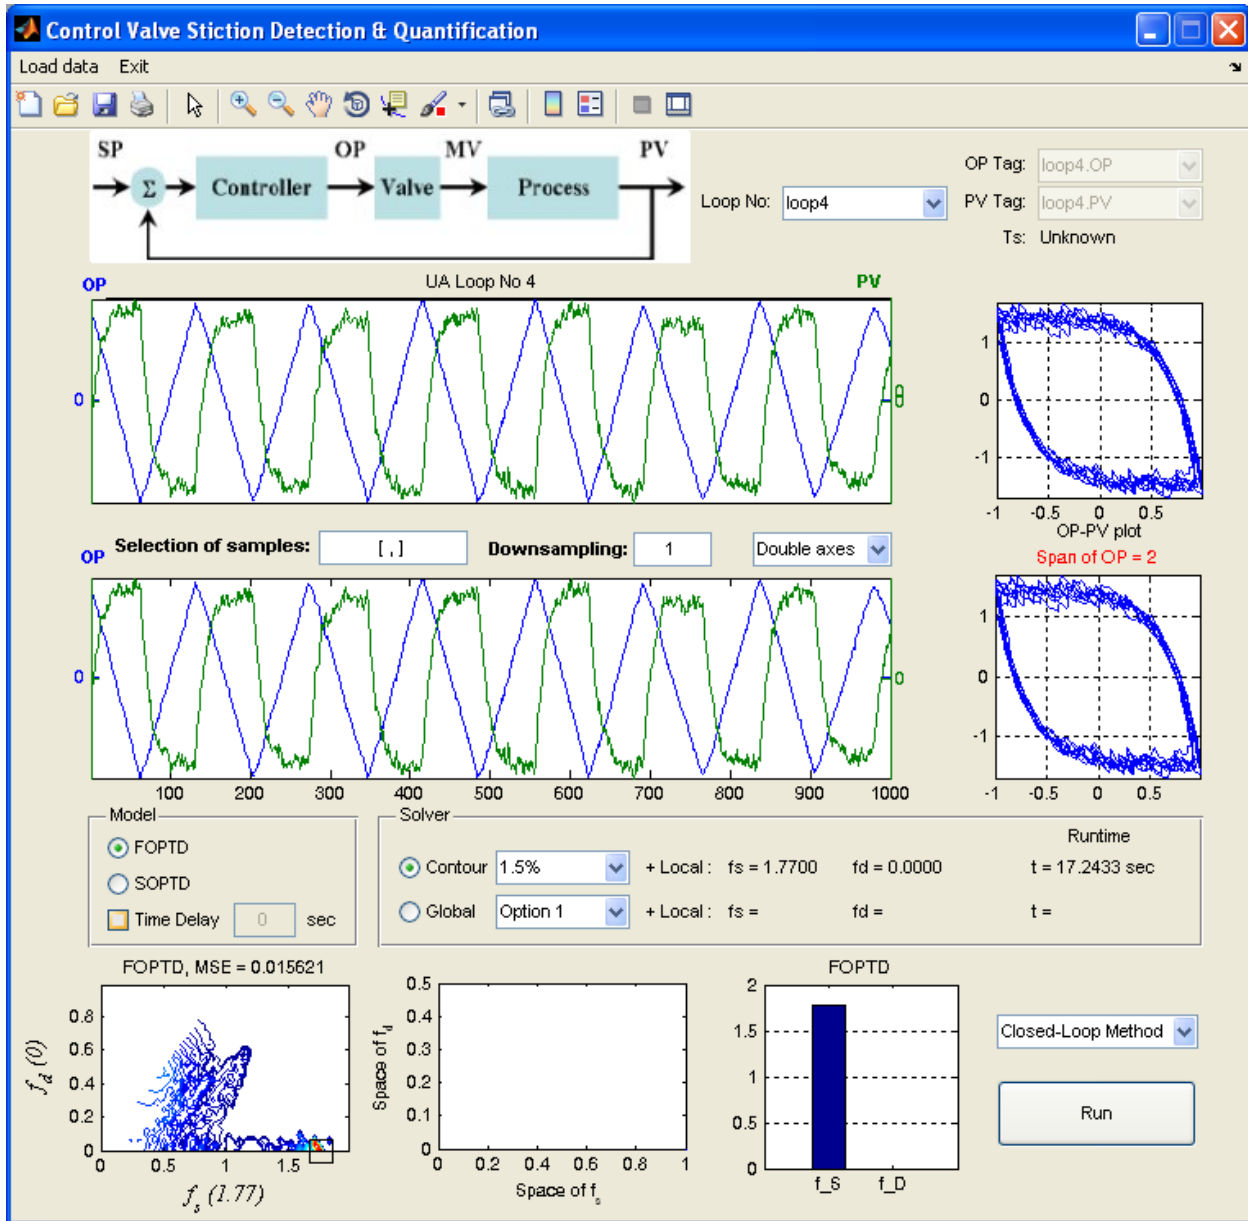 Control Valve Stiction Detection & Quantification
Load data Exit
SP OP MV PV
Σ Controller Valve Process
Loop No: loop4
OP Tag: loop4.OP
PV Tag: loop4.PV
Ts: Unknown
OP UA Loop No 4 PV
0 0 0
1
0
-1
-1 -0.5 0 0.5
OP-PV plot
OP Selection of samples: [ , ] Downsampling: 1 Double axes
Span of OP = 2
0 0
100 200 300 400 500 600 700 800 900 1000
1
0
-1
-1 -0.5 0 0.5
Model
FOPTD
SOPTD
Time Delay 0 sec
Solver
Runtime
Contour 1.5% + Local : fs = 1.7700 fd = 0.0000 t = 17.2433 sec
Global Option 1 + Local : fs = fd = t =
FOPTD, MSE = 0.015621
f_d (0)
0.8
0.6
0.4
0.2
0
0 0.5 1 1.5
f_s (1.77)
Space of f_d
0.5
0.4
0.3
0.2
0.1
0
0 0.2 0.4 0.6 0.8 1
Space of f_s
FOPTD
2
1.5
1
0.5
0
f_S f_D
Closed-Loop Method
Run